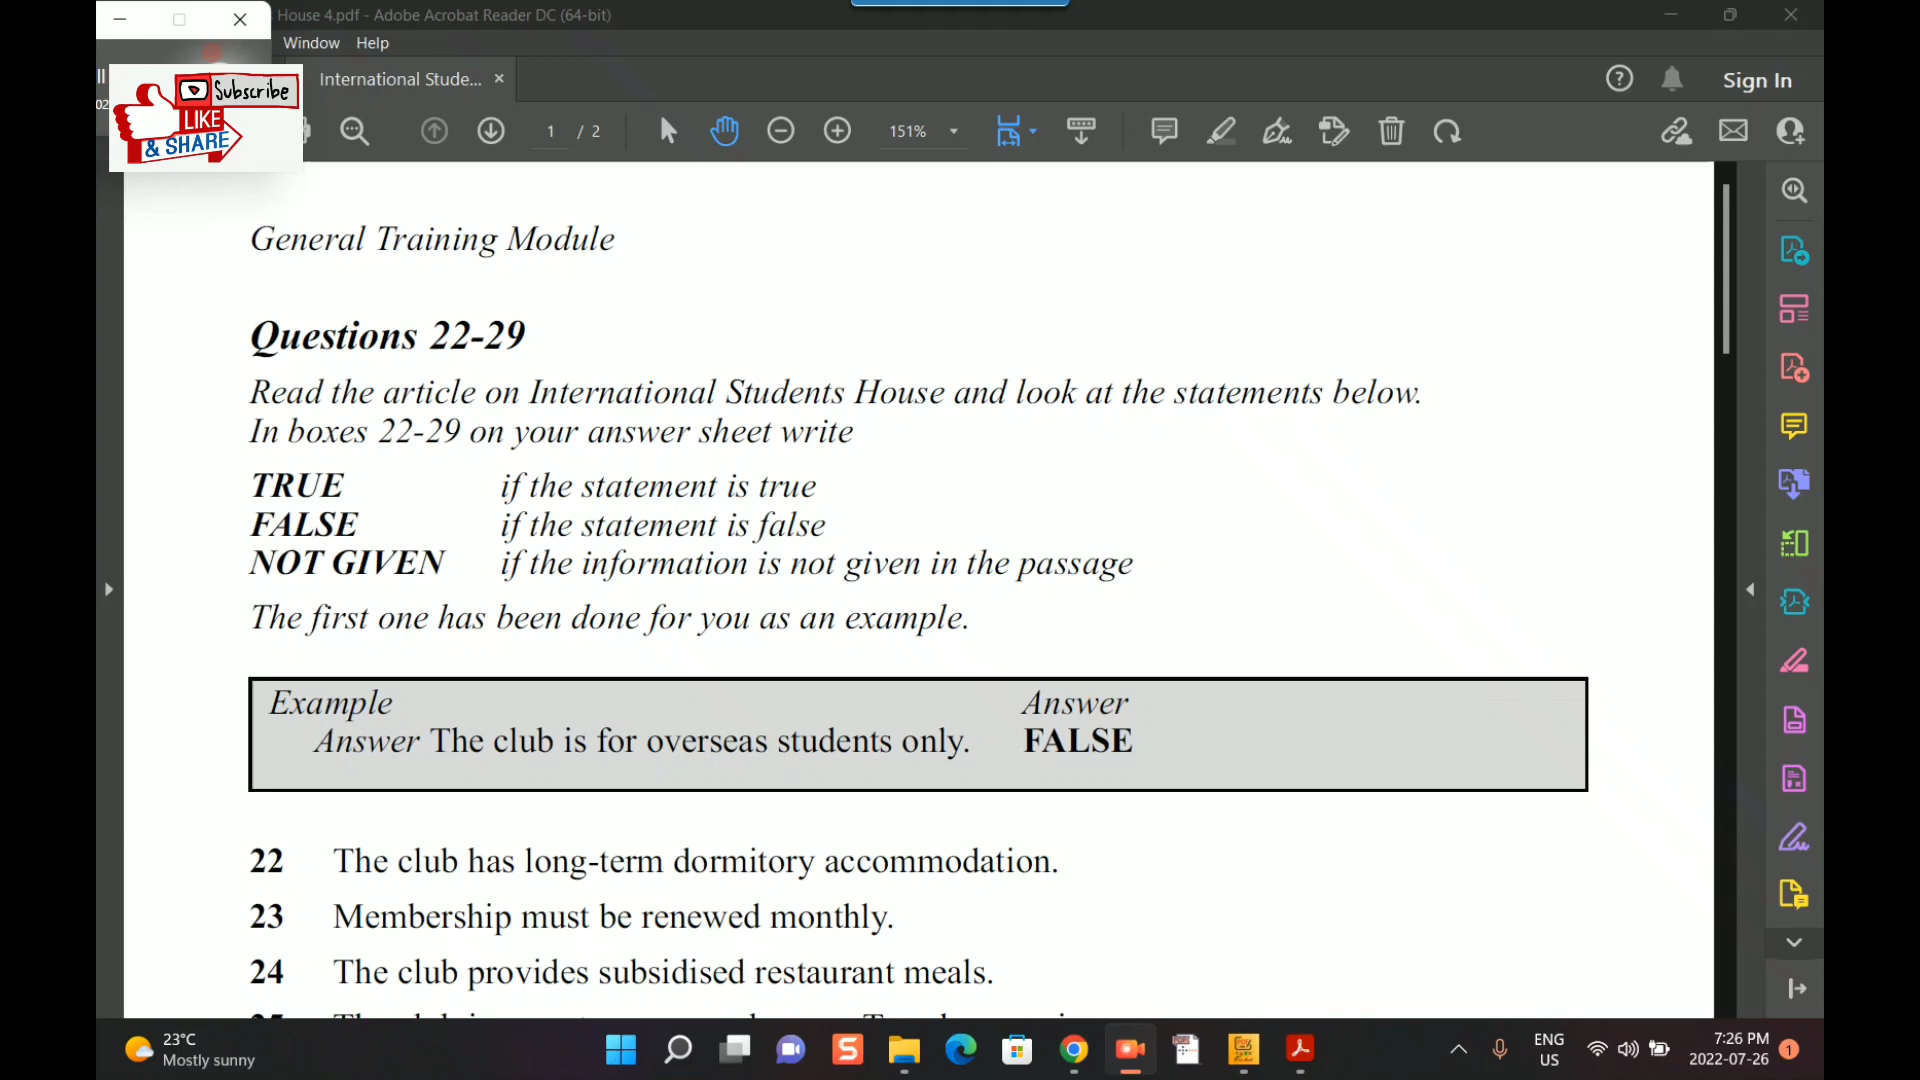 House 4.pdf - Adobe Acrobat Reader DC (64-bit)
Window Help
International Stude...
Sign In
Subscribe
LIKE
& SHARE
1 / 2
151%
General Training Module
Questions 22-29
Read the article on International Students House and look at the statements below.
In boxes 22-29 on your answer sheet write
TRUE if the statement is true
FALSE if the statement is false
NOT GIVEN if the information is not given in the passage
The first one has been done for you as an example.
Example Answer
Answer The club is for overseas students only. FALSE
22 The club has long-term dormitory accommodation.
23 Membership must be renewed monthly.
24 The club provides subsidised restaurant meals.
23°C
Mostly sunny
ENG
US
7:26 PM
2022-07-26
1